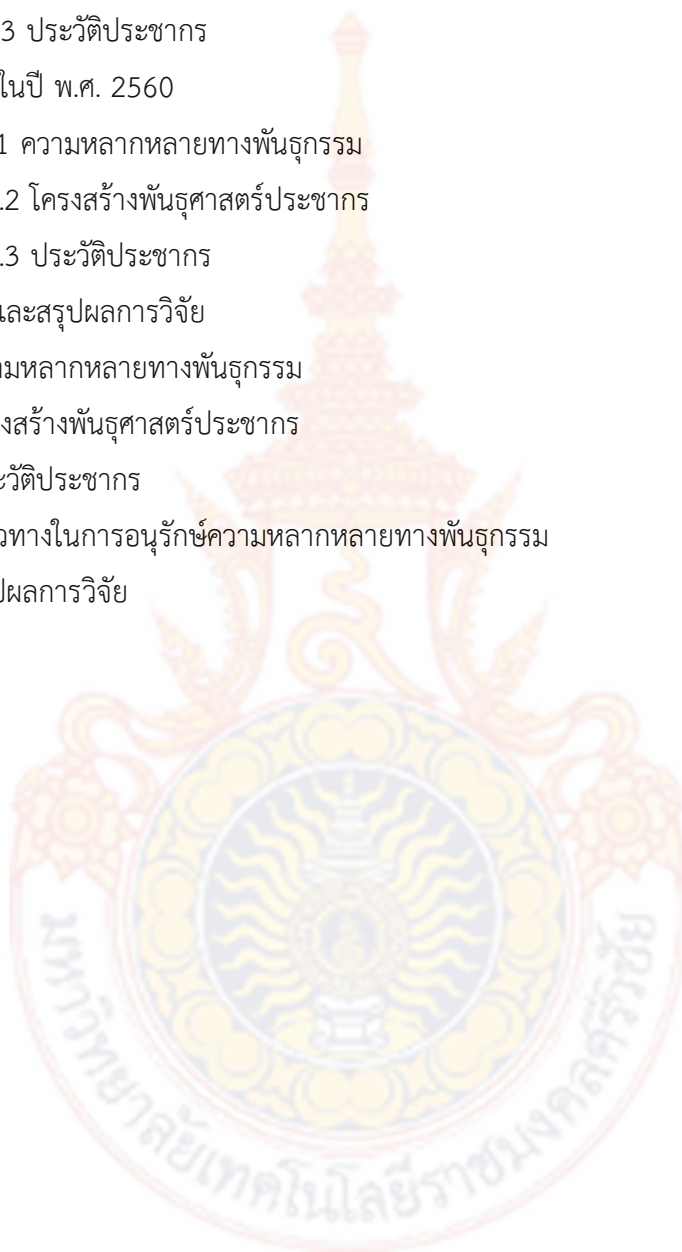 3 ประวัติประชากร
ในปี พ.ศ. 2560
1 ความหลากหลายทางพันธุกรรม
.2 โครงสร้างพันธุศาสตร์ประชากร
.3 ประวัติประชากร
และสรุปผลการวิจัย
ามหลากหลายทางพันธุกรรม
งสร้างพันธุศาสตร์ประชากร
ะวัติประชากร
วทางในการอนุรักษ์ความหลากหลายทางพันธุกรรม
ปผลการวิจัย
มหาวิทยาลัยเทคโนโลยีราชมงคลศรีวิชัย